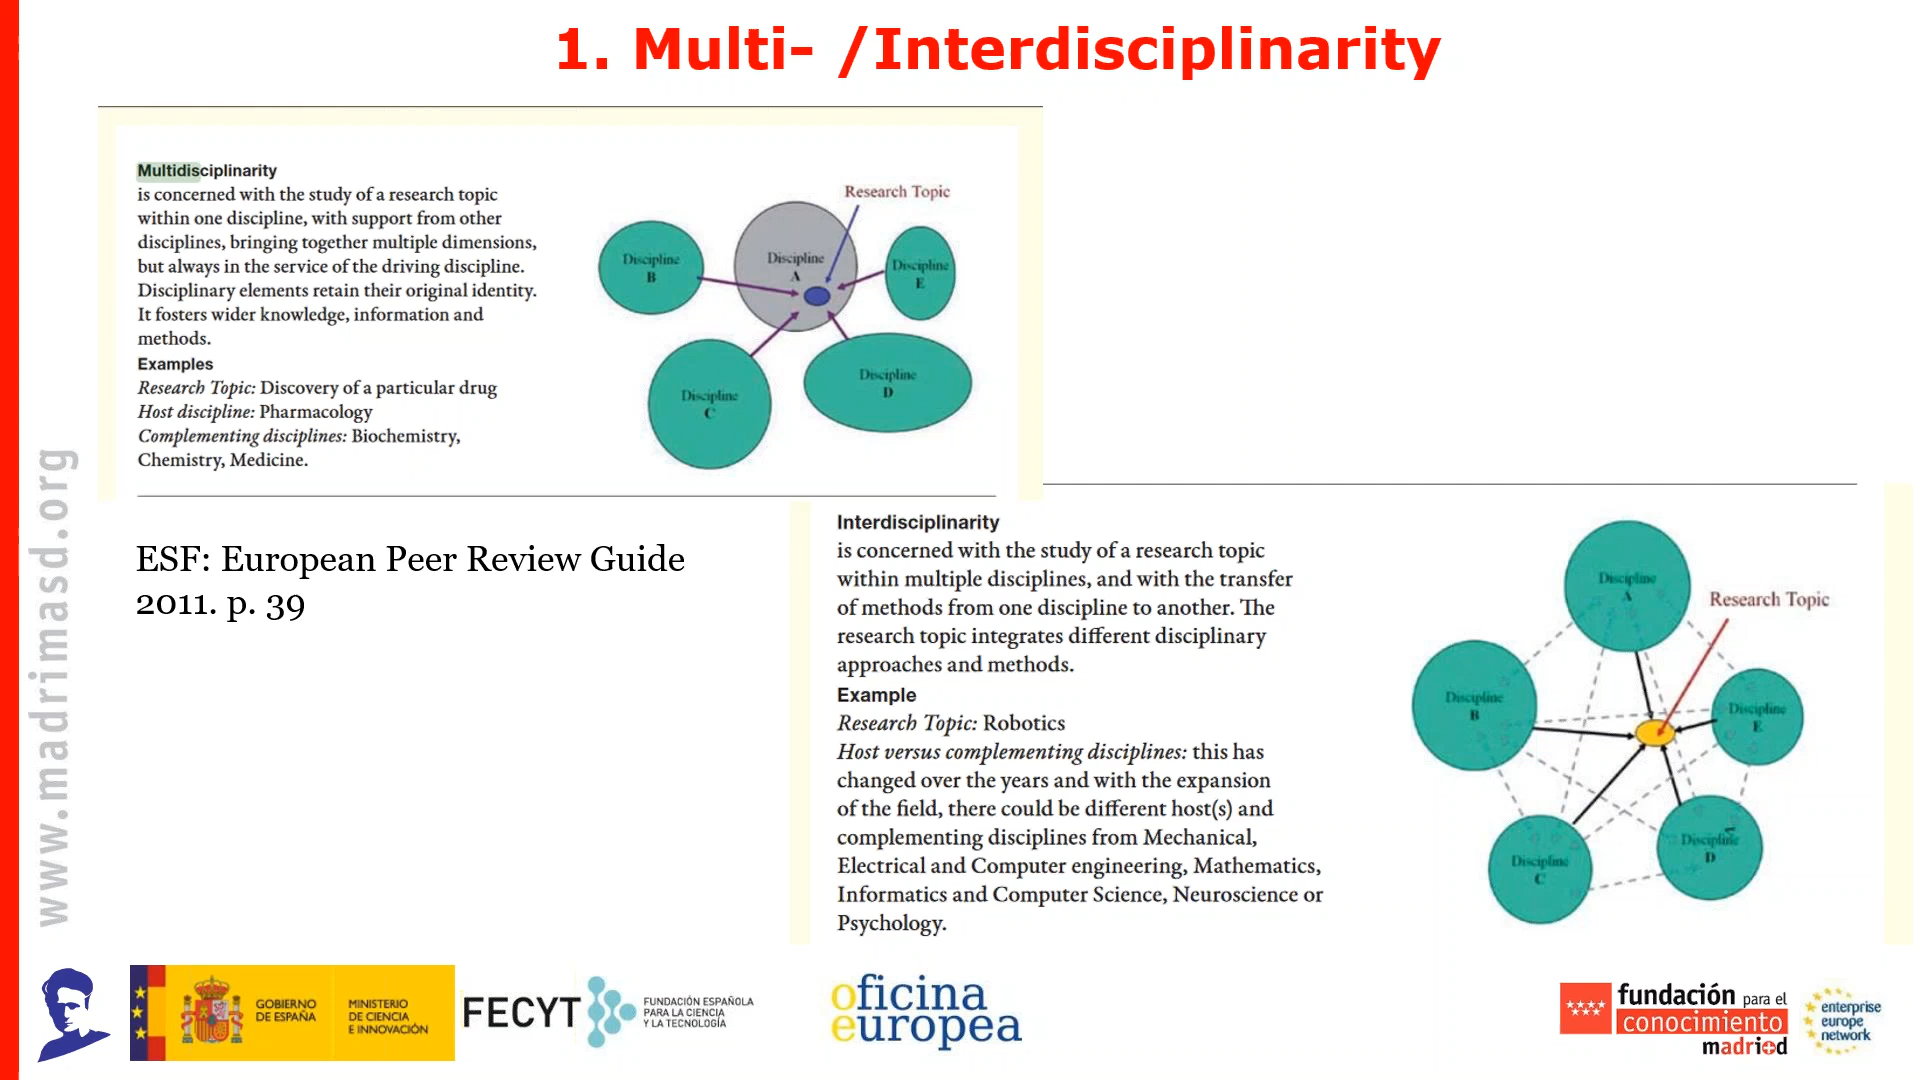 1. Multi- /Interdisciplinarity
Multidisciplinarity
is concerned with the study of a research topic
within one discipline, with support from other
disciplines, bringing together multiple dimensions,
but always in the service of the driving discipline.
Disciplinary elements retain their original identity.
It fosters wider knowledge, information and
methods.
Examples
Research Topic: Discovery of a particular drug
Host discipline: Pharmacology
Complementing disciplines: Biochemistry,
Chemistry, Medicine.
Research Topic
Discipline
B
Discipline
A
Discipline
E
Discipline
C
Discipline
D
ESF: European Peer Review Guide
2011. p. 39
Interdisciplinarity
is concerned with the study of a research topic
within multiple disciplines, and with the transfer
of methods from one discipline to another. The
research topic integrates different disciplinary
approaches and methods.
Example
Research Topic: Robotics
Host versus complementing disciplines: this has
changed over the years and with the expansion
of the field, there could be different host(s) and
complementing disciplines from Mechanical,
Electrical and Computer engineering, Mathematics,
Informatics and Computer Science, Neuroscience or
Psychology.
Discipline
A
Research Topic
Discipline
B
Discipline
E
Discipline
C
Discipline
D
www.madrimasd.org
GOBIERNO
DE ESPAÑA
MINISTERIO
DE CIENCIA
E INNOVACIÓN
FECYT
FUNDACIÓN ESPAÑOLA
PARA LA CIENCIA
Y LA TECNOLOGÍA
oficina
europea
fundación para el
conocimiento
madri+d
enterprise
europe
network